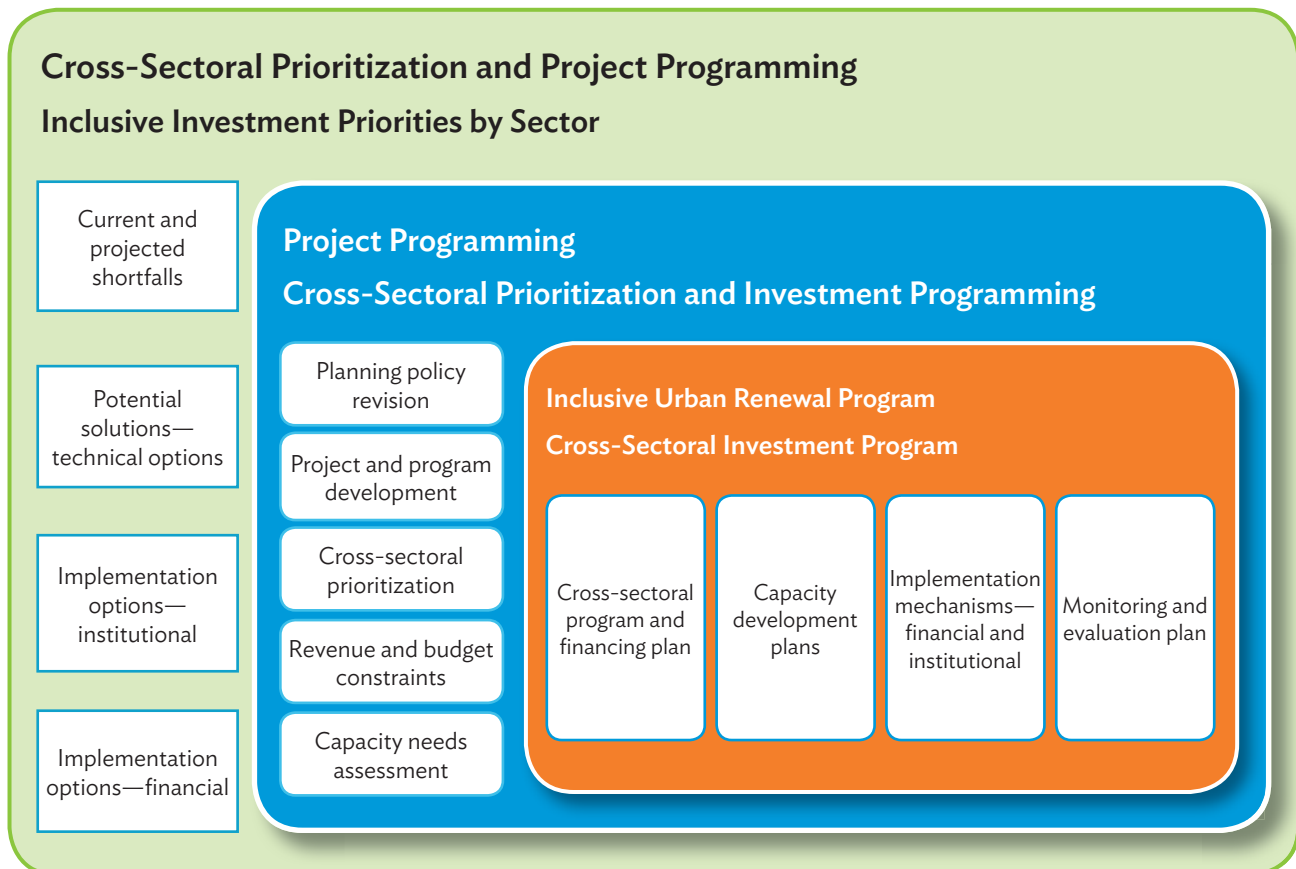 Cross-Sectoral Prioritization and Project Programming
Inclusive Investment Priorities by Sector
Current and
projected
shortfalls
Potential
solutions—
technical options
Implementation
options—
institutional
Implementation
options—financial
Project Programming
Cross-Sectoral Prioritization and Investment Programming
Planning policy
revision
Project and program
development
Cross-sectoral
prioritization
Revenue and budget
constraints
Capacity needs
assessment
Inclusive Urban Renewal Program
Cross-Sectoral Investment Program
Cross-sectoral
program and
financing plan
Capacity
development
plans
Implementation
mechanisms—
financial and
institutional
Monitoring and
evaluation plan